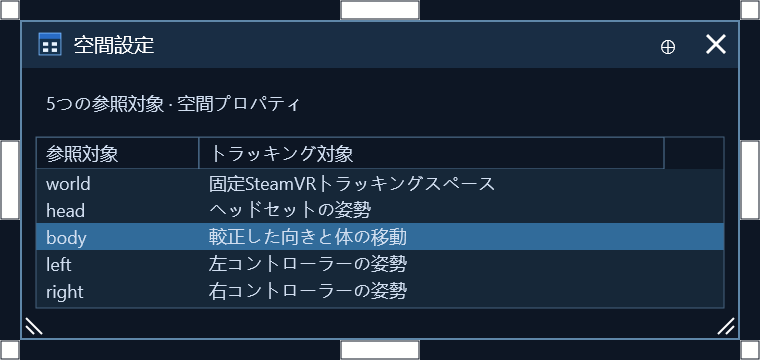 空間設定
5つの参照対象 · 空間プロパティ
参照対象 トラッキング対象
world 固定SteamVRトラッキングスペース
head ヘッドセットの姿勢
body 較正した向きと体の移動
left 左コントローラーの姿勢
right 右コントローラーの姿勢